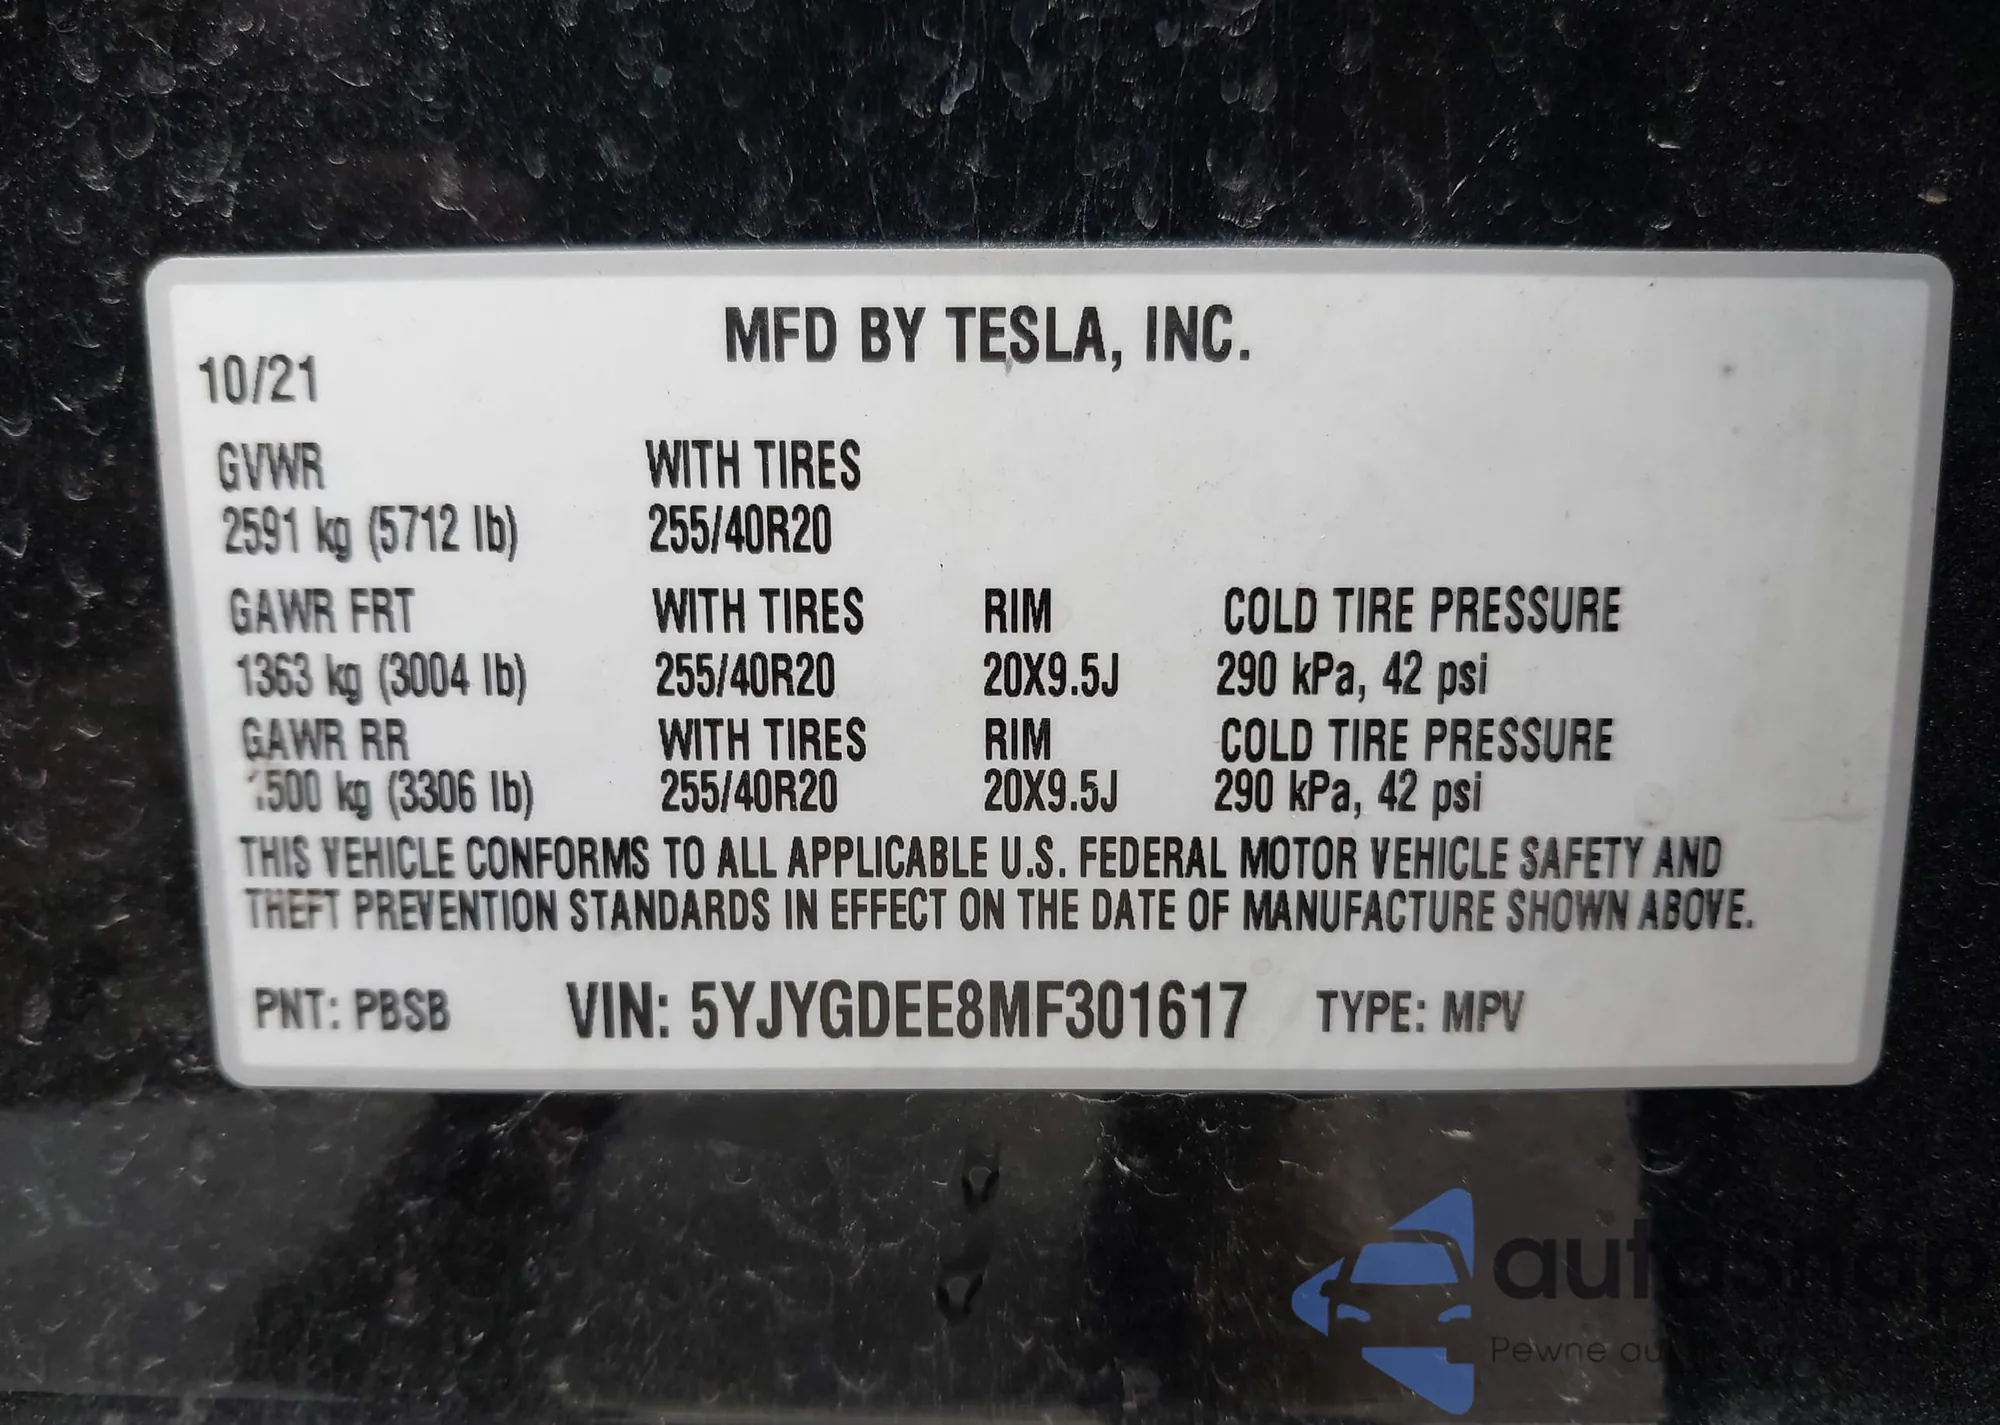 MFD BY TESLA, INC.
10/21
GVWR WITH TIRES
2591 kg (5712 lb) 255/40R20
GAWR FRT WITH TIRES RIM COLD TIRE PRESSURE
1363 kg (3004 lb) 255/40R20 20X9.5J 290 kPa, 42 psi
GAWR RR WITH TIRES RIM COLD TIRE PRESSURE
1500 kg (3306 lb) 255/40R20 20X9.5J 290 kPa, 42 psi
THIS VEHICLE CONFORMS TO ALL APPLICABLE U.S. FEDERAL MOTOR VEHICLE SAFETY AND
THEFT PREVENTION STANDARDS IN EFFECT ON THE DATE OF MANUFACTURE SHOWN ABOVE.
PNT: PBSB VIN: 5YJYGDEE8MF301617 TYPE: MPV
Pewne